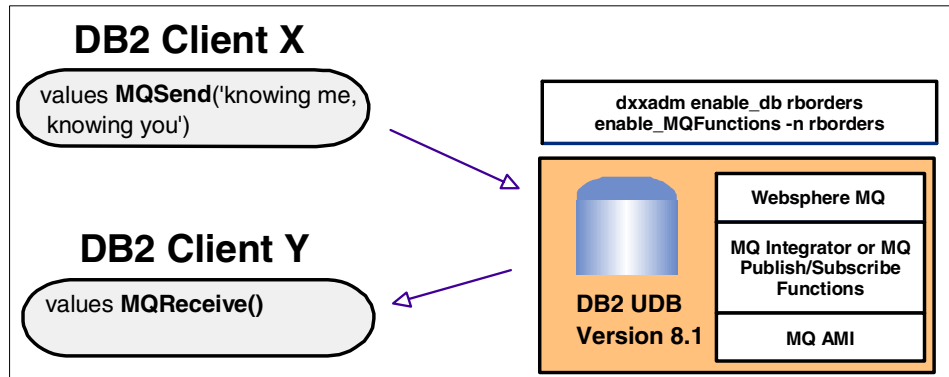 DB2 Client X
values MQSend('knowing me,
knowing you')
dxxadm enable_db rborders
enable_MQFunctions -n rborders
Websphere MQ
MQ Integrator or MQ
Publish/Subscribe
Functions
MQ AMI
DB2 UDB
Version 8.1
DB2 Client Y
values MQReceive()